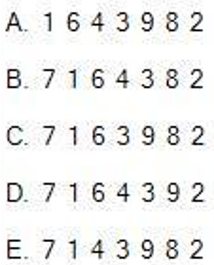 A. 1 6 4 3 9 8 2
B. 7 1 6 4 3 8 2
C. 7 1 6 3 9 8 2
D. 7 1 6 4 3 9 2
E. 7 1 4 3 9 8 2